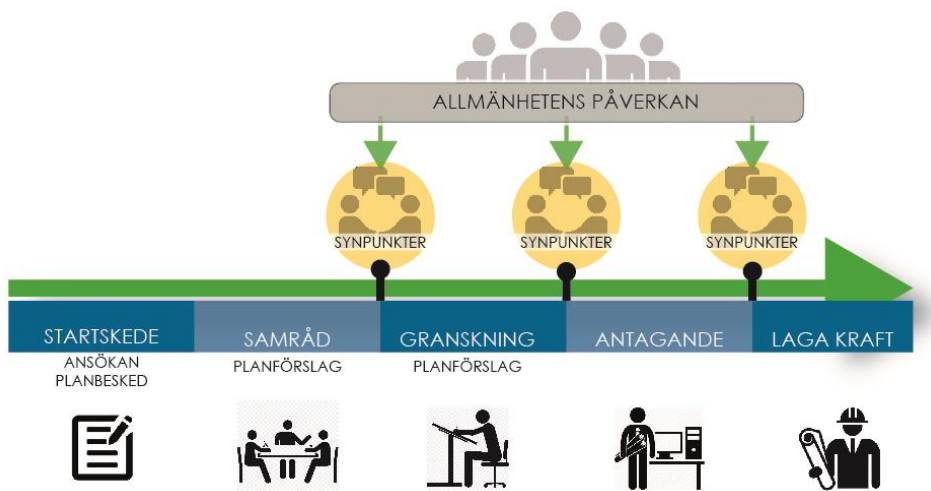 ALLMÄNHETENS PÅVERKAN
SYNPUNKTER
SYNPUNKTER
SYNPUNKTER
STARTSKEDE
SAMRÅD
GRANSKNING
ANTAGANDE
LAGA KRAFT
ANSÖKAN
PLANBESKED
PLANFÖRSLAG
PLANFÖRSLAG